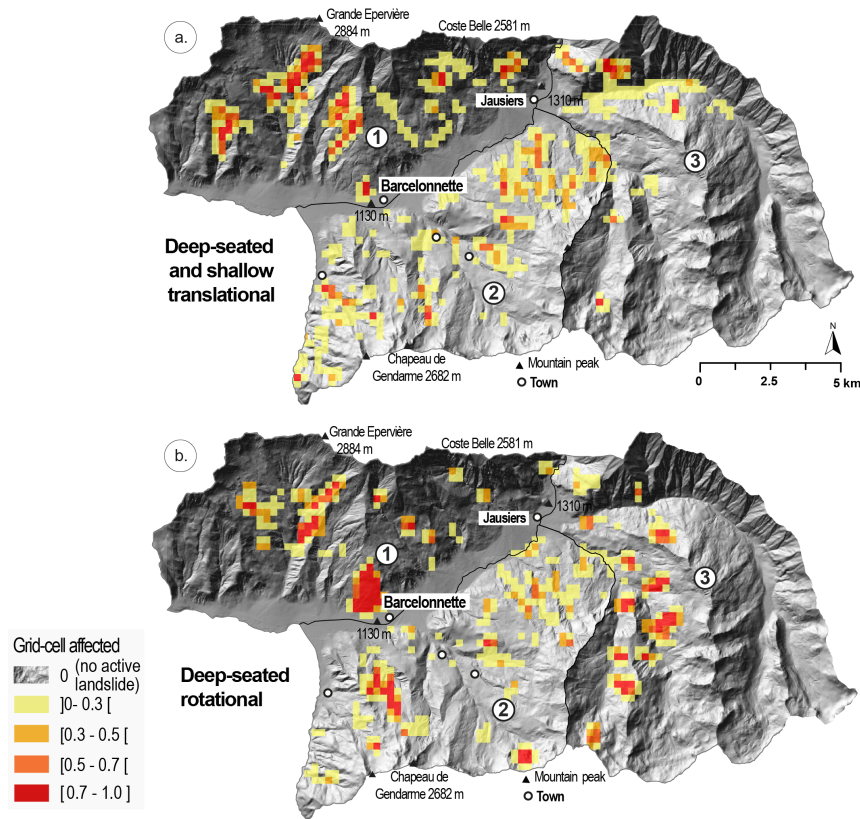 a.
Grande Epervière
2884 m
Coste Belle 2581 m
Jausiers
1310 m
1
3
Barcelonnette
1130 m
Deep-seated
and shallow
translational
2
N
Chapeau de
Gendarme 2682 m
Mountain peak
Town
0 2.5 5 km
b.
Grande Epervière
2884 m
Coste Belle 2581 m
1310 m
Jausiers
1
3
Barcelonnette
1130 m
Deep-seated
rotational
2
Chapeau de
Gendarme 2682 m
Mountain peak
Town
Grid-cell affected
0 (no active
landslide)
]0- 0.3 [
[0.3 - 0.5 [
[0.5 - 0.7 [
[ 0.7 - 1.0 ]